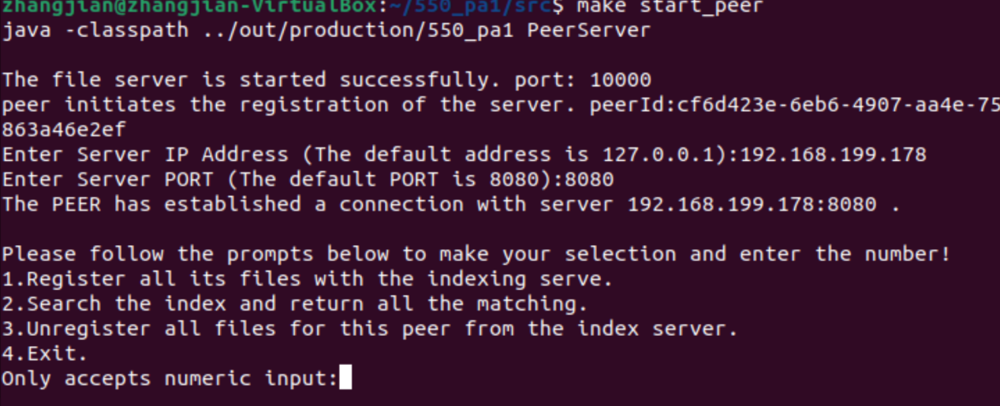 zhangjian@zhangjian-VirtualBox:~/550_pa1/src$ make start_peer
java -classpath ../out/production/550_pa1 PeerServer
The file server is started successfully. port: 10000
peer initiates the registration of the server. peerId:cf6d423e-6eb6-4907-aa4e-75
863a46e2ef
Enter Server IP Address (The default address is 127.0.0.1):192.168.199.178
Enter Server PORT (The default PORT is 8080):8080
The PEER has established a connection with server 192.168.199.178:8080 .
Please follow the prompts below to make your selection and enter the number!
1.Register all its files with the indexing serve.
2.Search the index and return all the matching.
3.Unregister all files for this peer from the index server.
4.Exit.
Only accepts numeric input: